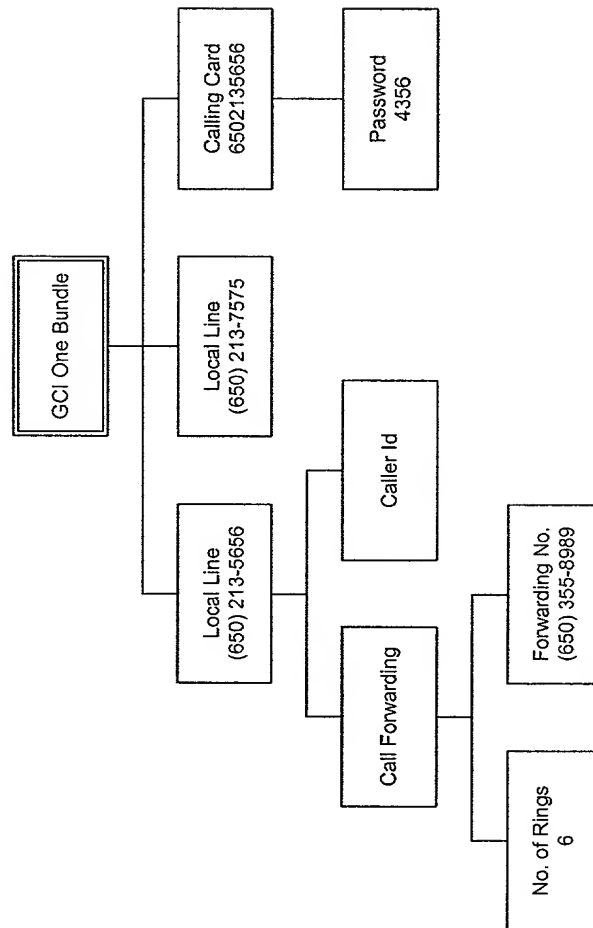 GCI One Bundle
Local Line
(650) 213-5656
Local Line
(650) 213-7575
Calling Card
6502135656
Call Forwarding
Caller Id
Password
4356
No. of Rings
6
Forwarding No.
(650) 355-8989